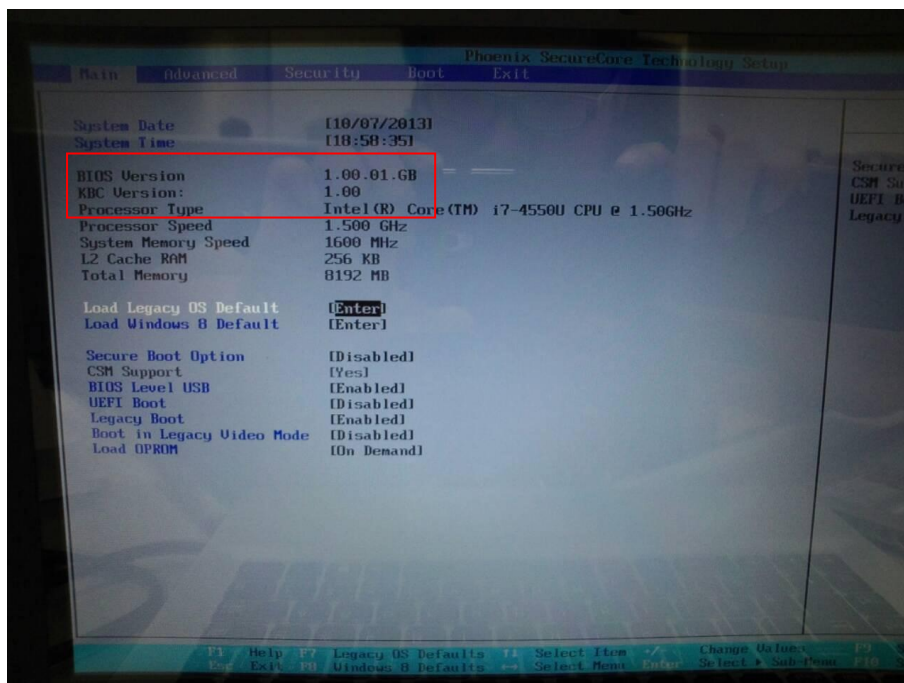 Phoenix SecureCore Technology Setup
Main Advanced Security Boot Exit
System Date [10/07/2013]
System Time [18:58:35]
BIOS Version 1.00.01.GB
KBC Version: 1.00
Processor Type Intel(R) Core(TM) i7-4550U CPU @ 1.50GHz
Processor Speed 1.500 GHz
System Memory Speed 1600 MHz
L2 Cache RAM 256 KB
Total Memory 8192 MB
Load Legacy OS Default [Enter]
Load Windows 8 Default [Enter]
Secure Boot Option [Disabled]
CSM Support [Yes]
BIOS Level USB [Enabled]
UEFI Boot [Disabled]
Legacy Boot [Enabled]
Boot in Legacy Video Mode [Disabled]
Load OPROM [On Demand]
Secure
CSM Su
UEFI B
Legacy
F1 Help F7 Legacy OS Defaults ↑↓ Select Item -/+ Change Values F9
Esc Exit F8 Windows 8 Defaults ↔ Select Menu Enter Select ▶ Sub-Menu F10